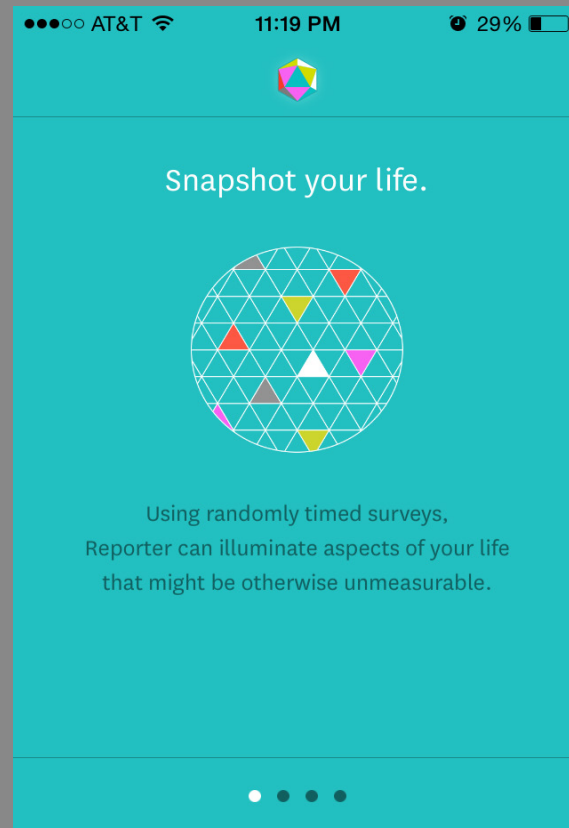 AT&T 11:19 PM 29%
Snapshot your life.
Using randomly timed surveys,
Reporter can illuminate aspects of your life
that might be otherwise unmeasurable.